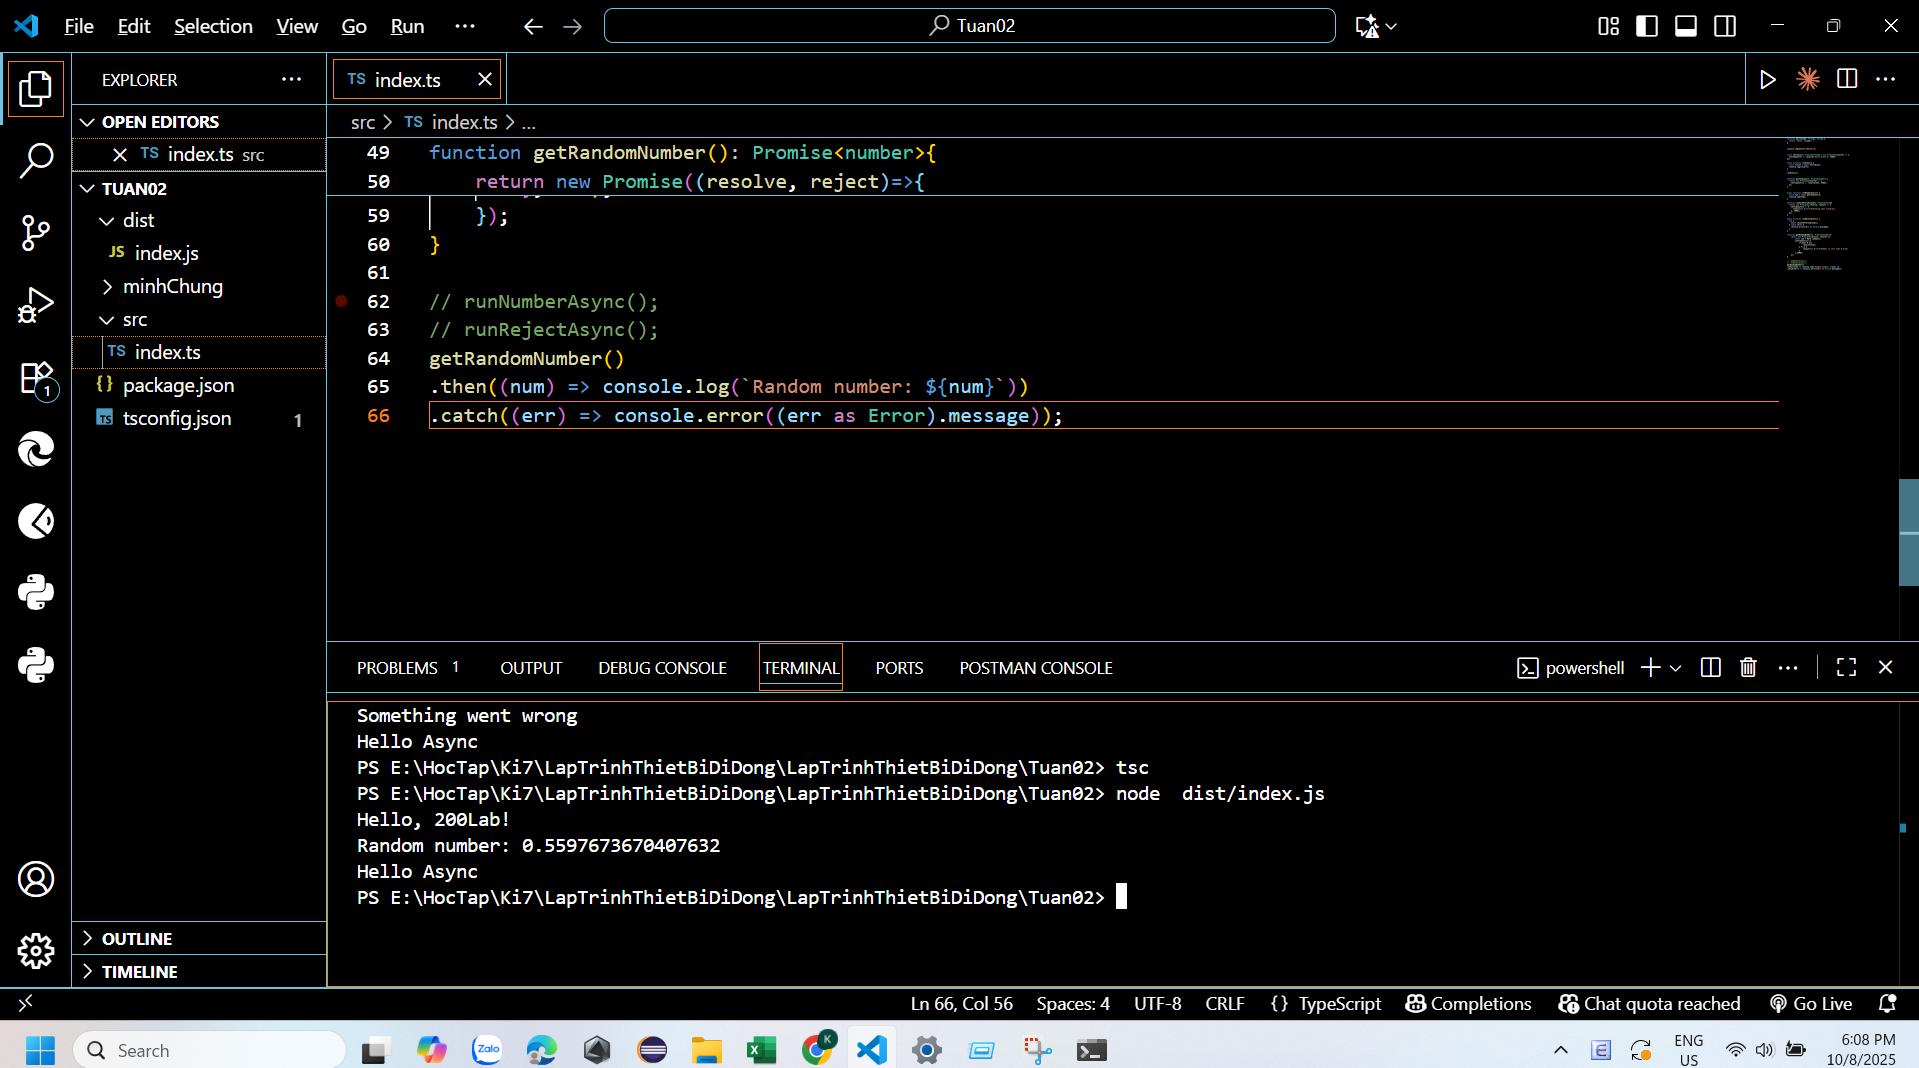 File Edit Selection View Go Run ···
Tuan02
EXPLORER ···
OPEN EDITORS
TS index.ts src
TUAN02
dist
JS index.js
minhChung
src
TS index.ts
{} package.json
TS tsconfig.json 1
1
OUTLINE
TIMELINE
TS index.ts
src > TS index.ts > ...
49 function getRandomNumber(): Promise<number>{
50 return new Promise((resolve, reject)=>{
59 });
60 }
61
62 // runNumberAsync();
63 // runRejectAsync();
64 getRandomNumber()
65 .then((num) => console.log(`Random number: ${num}`))
66 .catch((err) => console.error((err as Error).message));
PROBLEMS 1 OUTPUT DEBUG CONSOLE TERMINAL PORTS POSTMAN CONSOLE
powershell
Something went wrong
Hello Async
PS E:\HocTap\Ki7\LapTrinhThietBiDiDong\LapTrinhThietBiDiDong\Tuan02> tsc
PS E:\HocTap\Ki7\LapTrinhThietBiDiDong\LapTrinhThietBiDiDong\Tuan02> node  dist/index.js
Hello, 200Lab!
Random number: 0.5597673670407632
Hello Async
PS E:\HocTap\Ki7\LapTrinhThietBiDiDong\LapTrinhThietBiDiDong\Tuan02>
Ln 66, Col 56 Spaces: 4 UTF-8 CRLF {} TypeScript Completions Chat quota reached Go Live
Search
Zalo
K
E
ENG
US
6:08 PM
10/8/2025